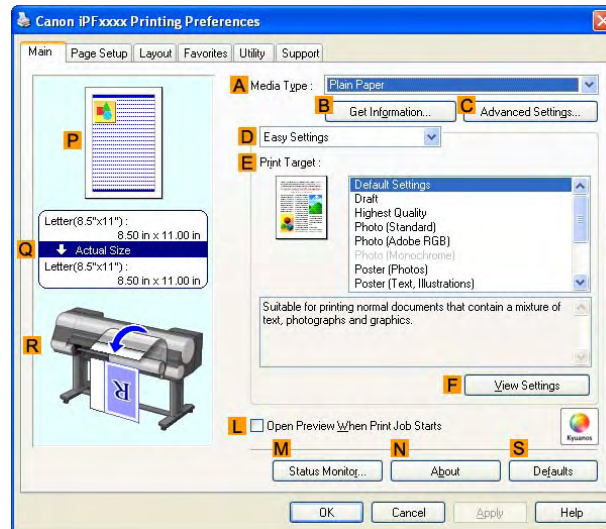 Canon iPFxxxx Printing Preferences
Main Page Setup Layout Favorites Utility Support
A Media Type : Plain Paper
B C
Get Information... Advanced Settings...
P
D Easy Settings
E Print Target :
Default Settings
Draft
Highest Quality
Photo (Standard)
Photo (Adobe RGB)
Photo (Monochrome)
Poster (Photos)
Poster (Text, Illustrations)
Letter(8.5"x11") :
8.50 in x 11.00 in
Q Actual Size
Letter(8.5"x11") :
8.50 in x 11.00 in
Suitable for printing normal documents that contain a mixture of
text, photographs and graphics.
R
R
F View Settings
L Open Preview When Print Job Starts
Kyuanos
M N S
Status Monitor... About Defaults
OK Cancel Apply Help